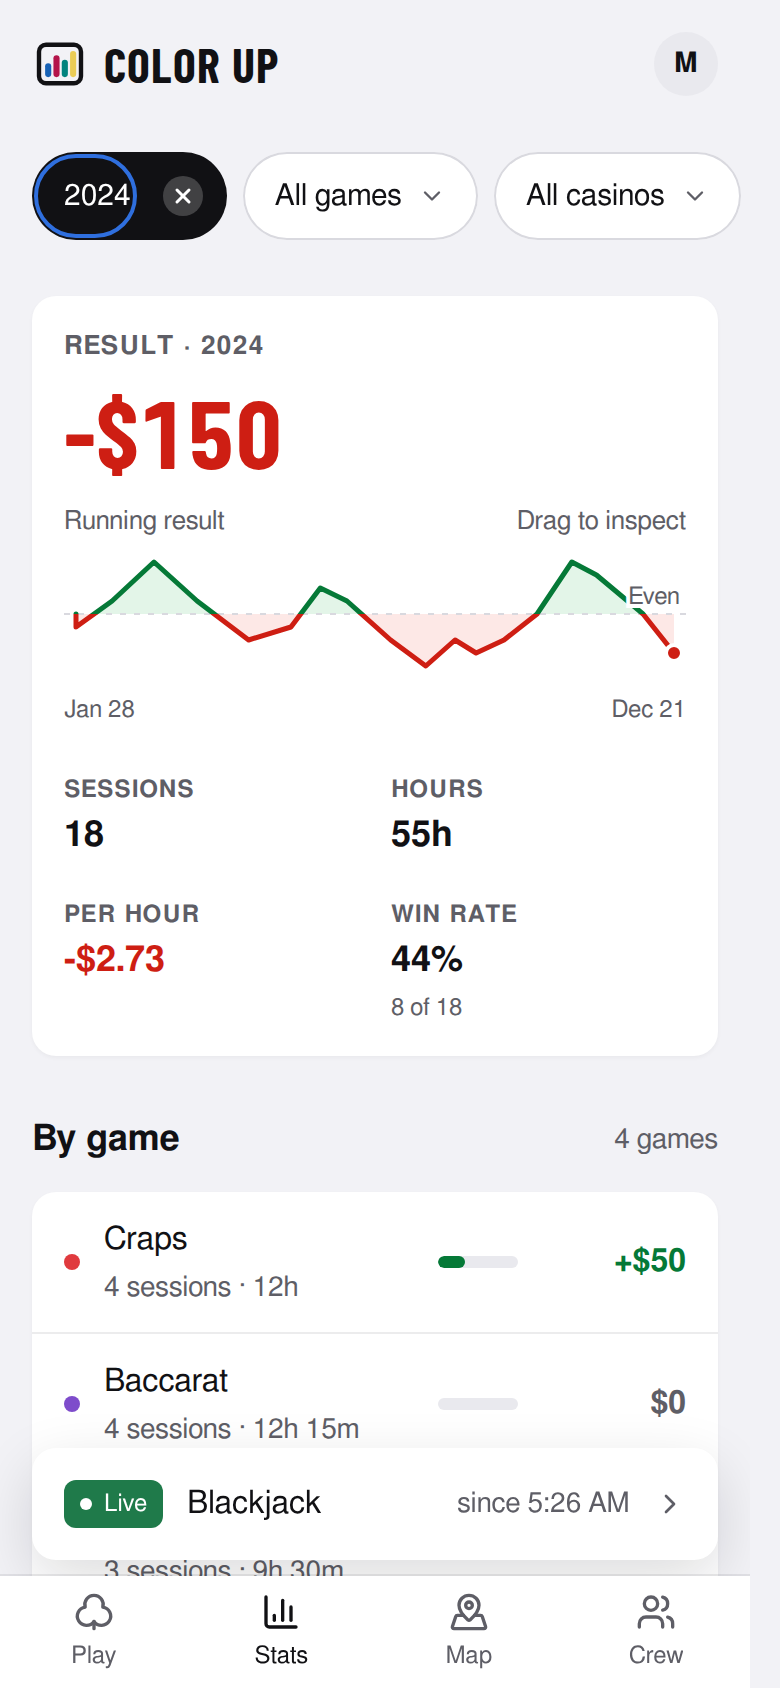 COLOR UP
M
2024
All games
All casinos
RESULT · 2024
-$150
Running result
Drag to inspect
Even
Jan 28
Dec 21
SESSIONS
HOURS
18
55h
PER HOUR
WIN RATE
-$2.73
44%
8 of 18
By game
4 games
Craps
4 sessions · 12h
+$50
Baccarat
4 sessions · 12h 15m
$0
Live
Blackjack
since 5:26 AM
3 sessions · 9h 30m
Play
Stats
Map
Crew